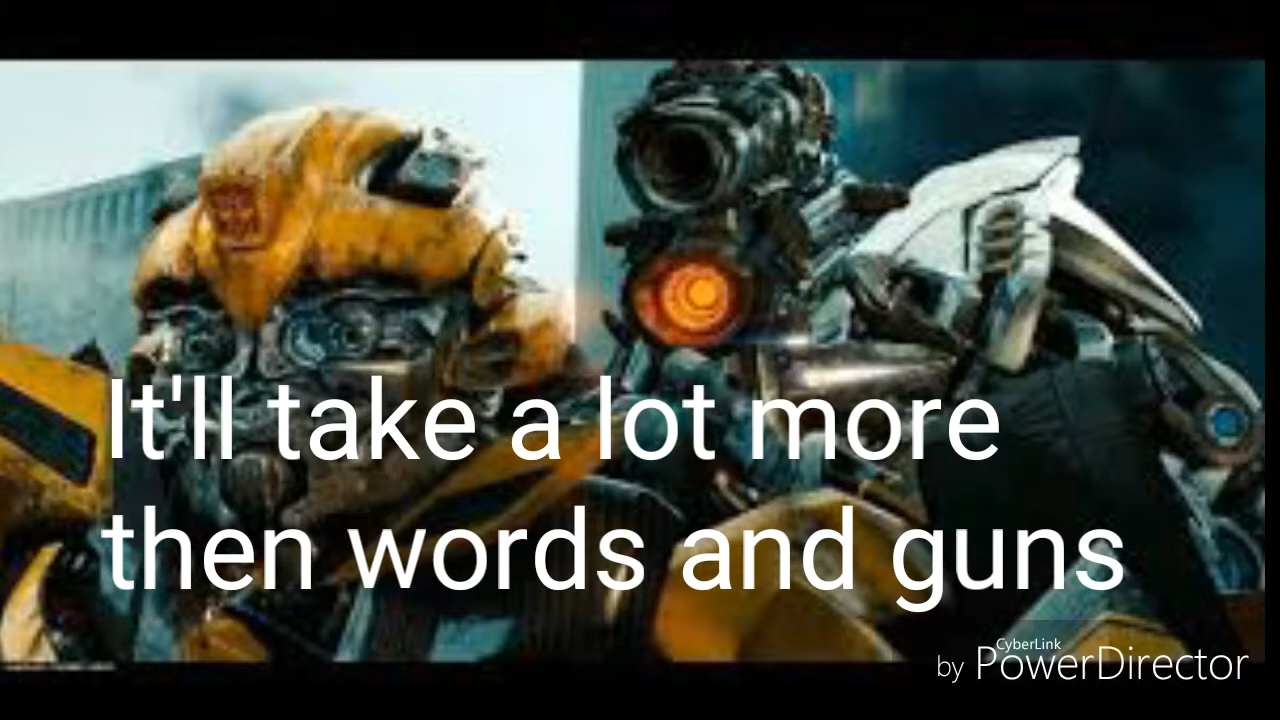 It'll take a lot more
then words and guns
CyberLink
by PowerDirector